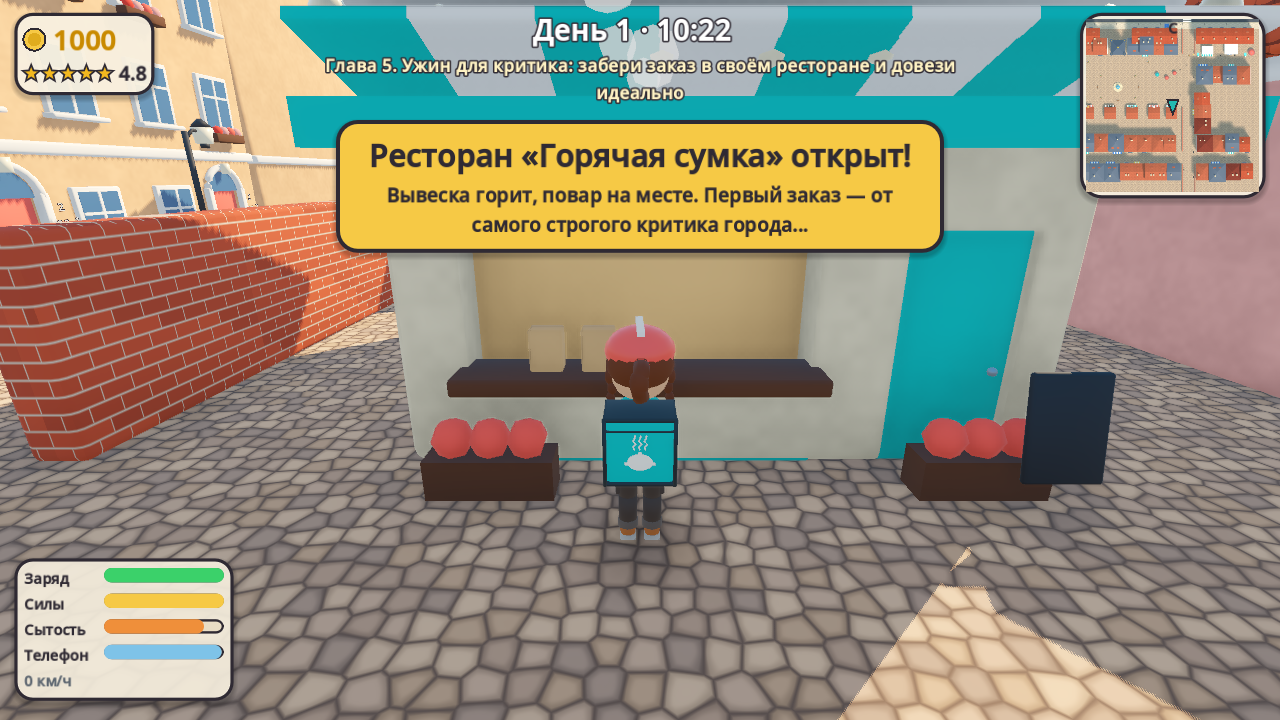 1000
4.8
День 1 · 10:22
Глава 5. Ужин для критика: забери заказ в своём ресторане и довези
идеально
С
Ресторан «Горячая сумка» открыт!
Вывеска горит, повар на месте. Первый заказ — от
самого строгого критика города...
Заряд
Силы
Сытость
Телефон
0 км/ч